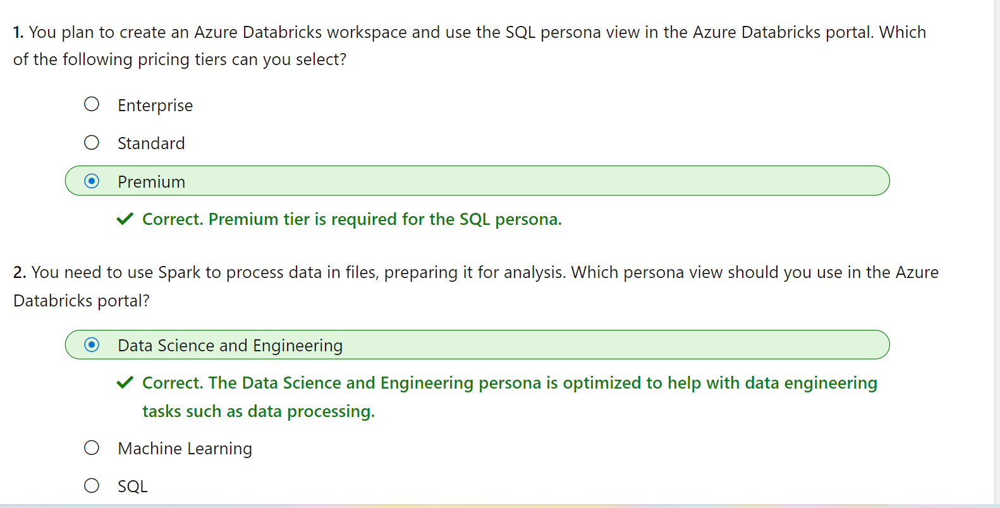 1. You plan to create an Azure Databricks workspace and use the SQL persona view in the Azure Databricks portal. Which
of the following pricing tiers can you select?
Enterprise
Standard
Premium
Correct. Premium tier is required for the SQL persona.
2. You need to use Spark to process data in files, preparing it for analysis. Which persona view should you use in the Azure
Databricks portal?
Data Science and Engineering
Correct. The Data Science and Engineering persona is optimized to help with data engineering
tasks such as data processing.
Machine Learning
SQL